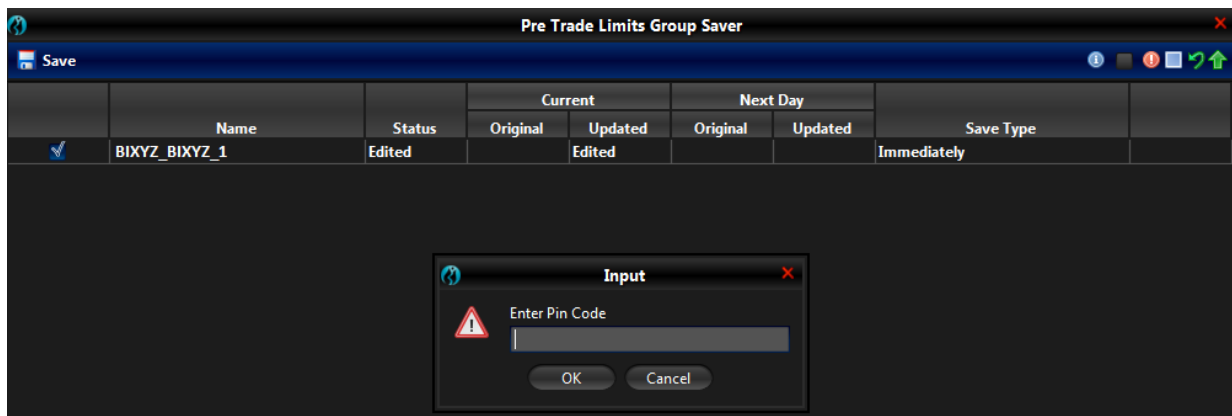 Pre Trade Limits Group Saver
Save
Current Next Day
Name Status Original Updated Original Updated Save Type
BIXYZ_BIXYZ_1 Edited Edited Immediately
Input
Enter Pin Code
OK Cancel